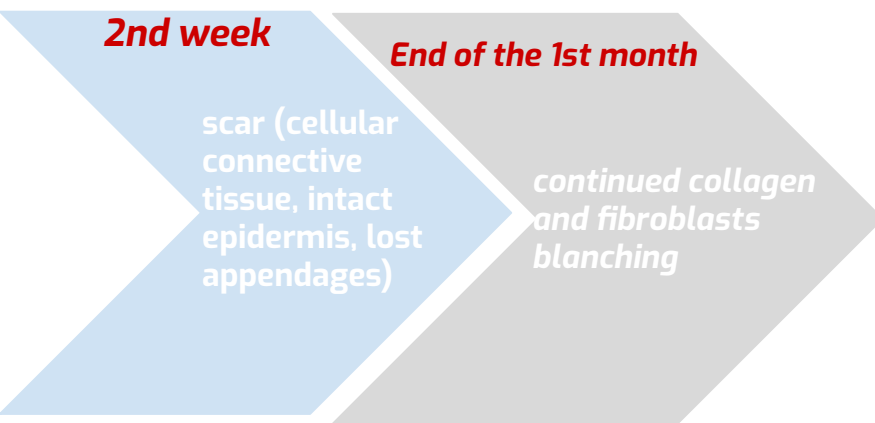 2nd week
scar (cellular
connective
tissue, intact
epidermis, lost
appendages)
End of the 1st month
continued collagen
and fibroblasts
blanching